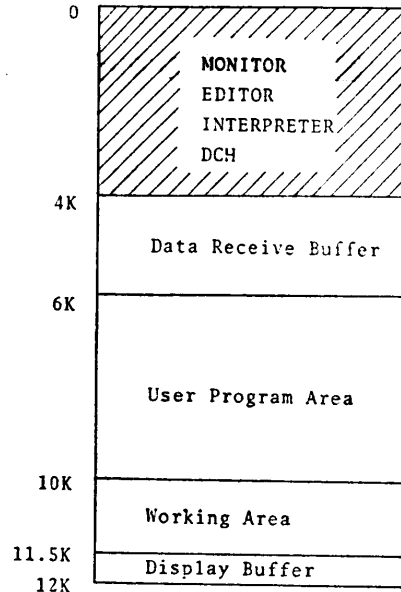 0
MONITOR
EDITOR
INTERPRETER
DCH
4K
Data Receive Buffer
6K
User Program Area
10K
Working Area
11.5K
Display Buffer
12K